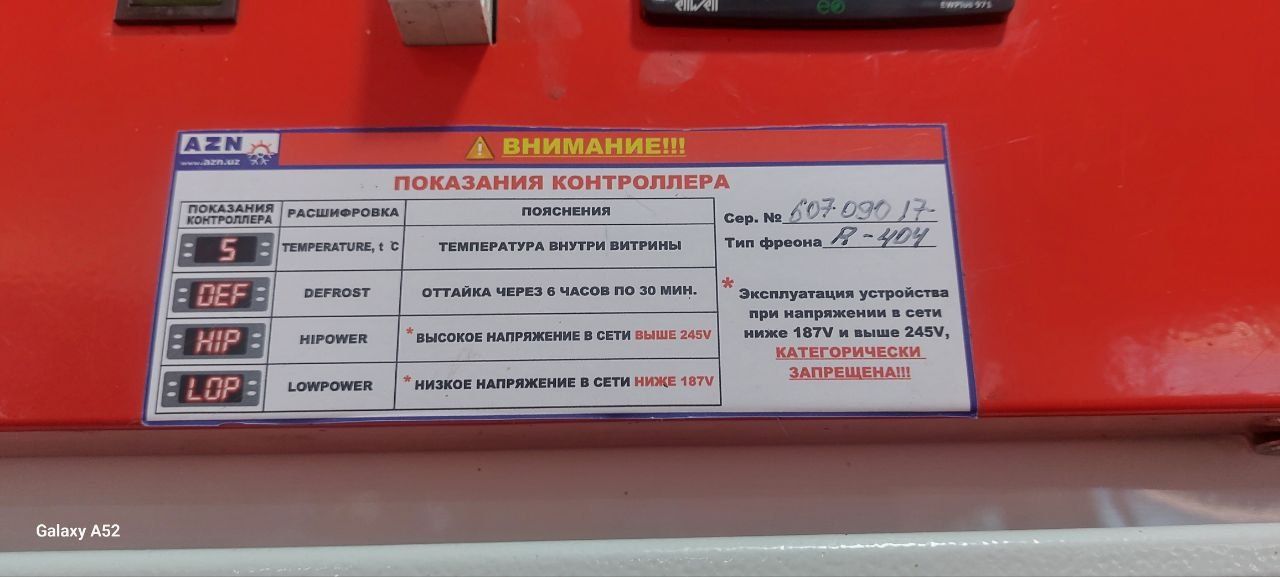 eliwell
EWPlus 971
AZN
www.azn.uz
ВНИМАНИЕ!!!
ПОКАЗАНИЯ КОНТРОЛЛЕРА
ПОКАЗАНИЯ КОНТРОЛЛЕРА РАСШИФРОВКА ПОЯСНЕНИЯ
5 TEMPERATURE, t °C ТЕМПЕРАТУРА ВНУТРИ ВИТРИНЫ
DEF DEFROST ОТТАЙКА ЧЕРЕЗ 6 ЧАСОВ ПО 30 МИН.
HIP HIPOWER * ВЫСОКОЕ НАПРЯЖЕНИЕ В СЕТИ ВЫШЕ 245V
LOP LOWPOWER * НИЗКОЕ НАПРЯЖЕНИЕ В СЕТИ НИЖЕ 187V
Сер. № 607 090 17
Тип фреона R-404
* Эксплуатация устройства
при напряжении в сети
ниже 187V и выше 245V,
КАТЕГОРИЧЕСКИ
ЗАПРЕЩЕНА!!!
Galaxy A52